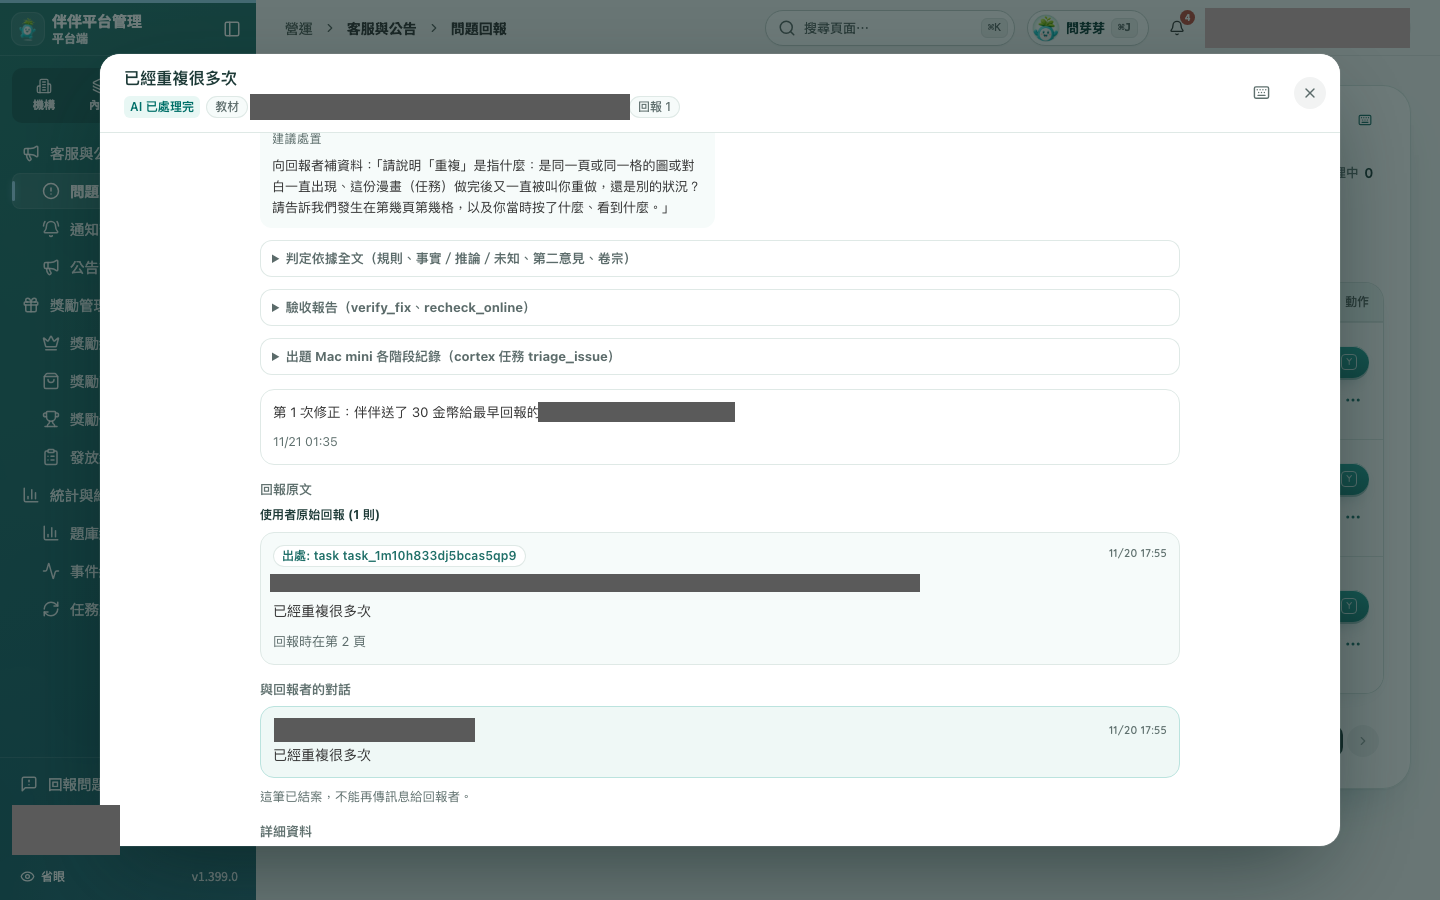 伴伴平台管理
平台端
機構
內
客服與公
問題
通知
公告
獎勵管理
獎勵
獎勵
獎勵
發放
統計與
題庫
事件
任務
回報問題
省眼
v1.399.0
營運 > 客服與公告 > 問題回報
搜尋頁面⋯ ⌘K
問芽芽 ⌘J
4
中 0
動作
Y
Y
Y
已經重複很多次
AI 已處理完 教材 回報 1
建議處置
向回報者補資料：「請說明「重複」是指什麼：是同一頁或同一格的圖或對
白一直出現、這份漫畫（任務）做完後又一直被叫你重做，還是別的狀況？
請告訴我們發生在第幾頁第幾格，以及你當時按了什麼、看到什麼。」
▶ 判定依據全文（規則、事實 / 推論 / 未知、第二意見、卷宗）
▶ 驗收報告（verify_fix、recheck_online）
▶ 出題 Mac mini 各階段紀錄（cortex 任務 triage_issue）
第 1 次修正：伴伴送了 30 金幣給最早回報的
11/21 01:35
回報原文
使用者原始回報 (1 則)
出處: task task_1m10h833dj5bcas5qp9 11/20 17:55
已經重複很多次
回報時在第 2 頁
與回報者的對話
11/20 17:55
已經重複很多次
這筆已結案，不能再傳訊息給回報者。
詳細資料